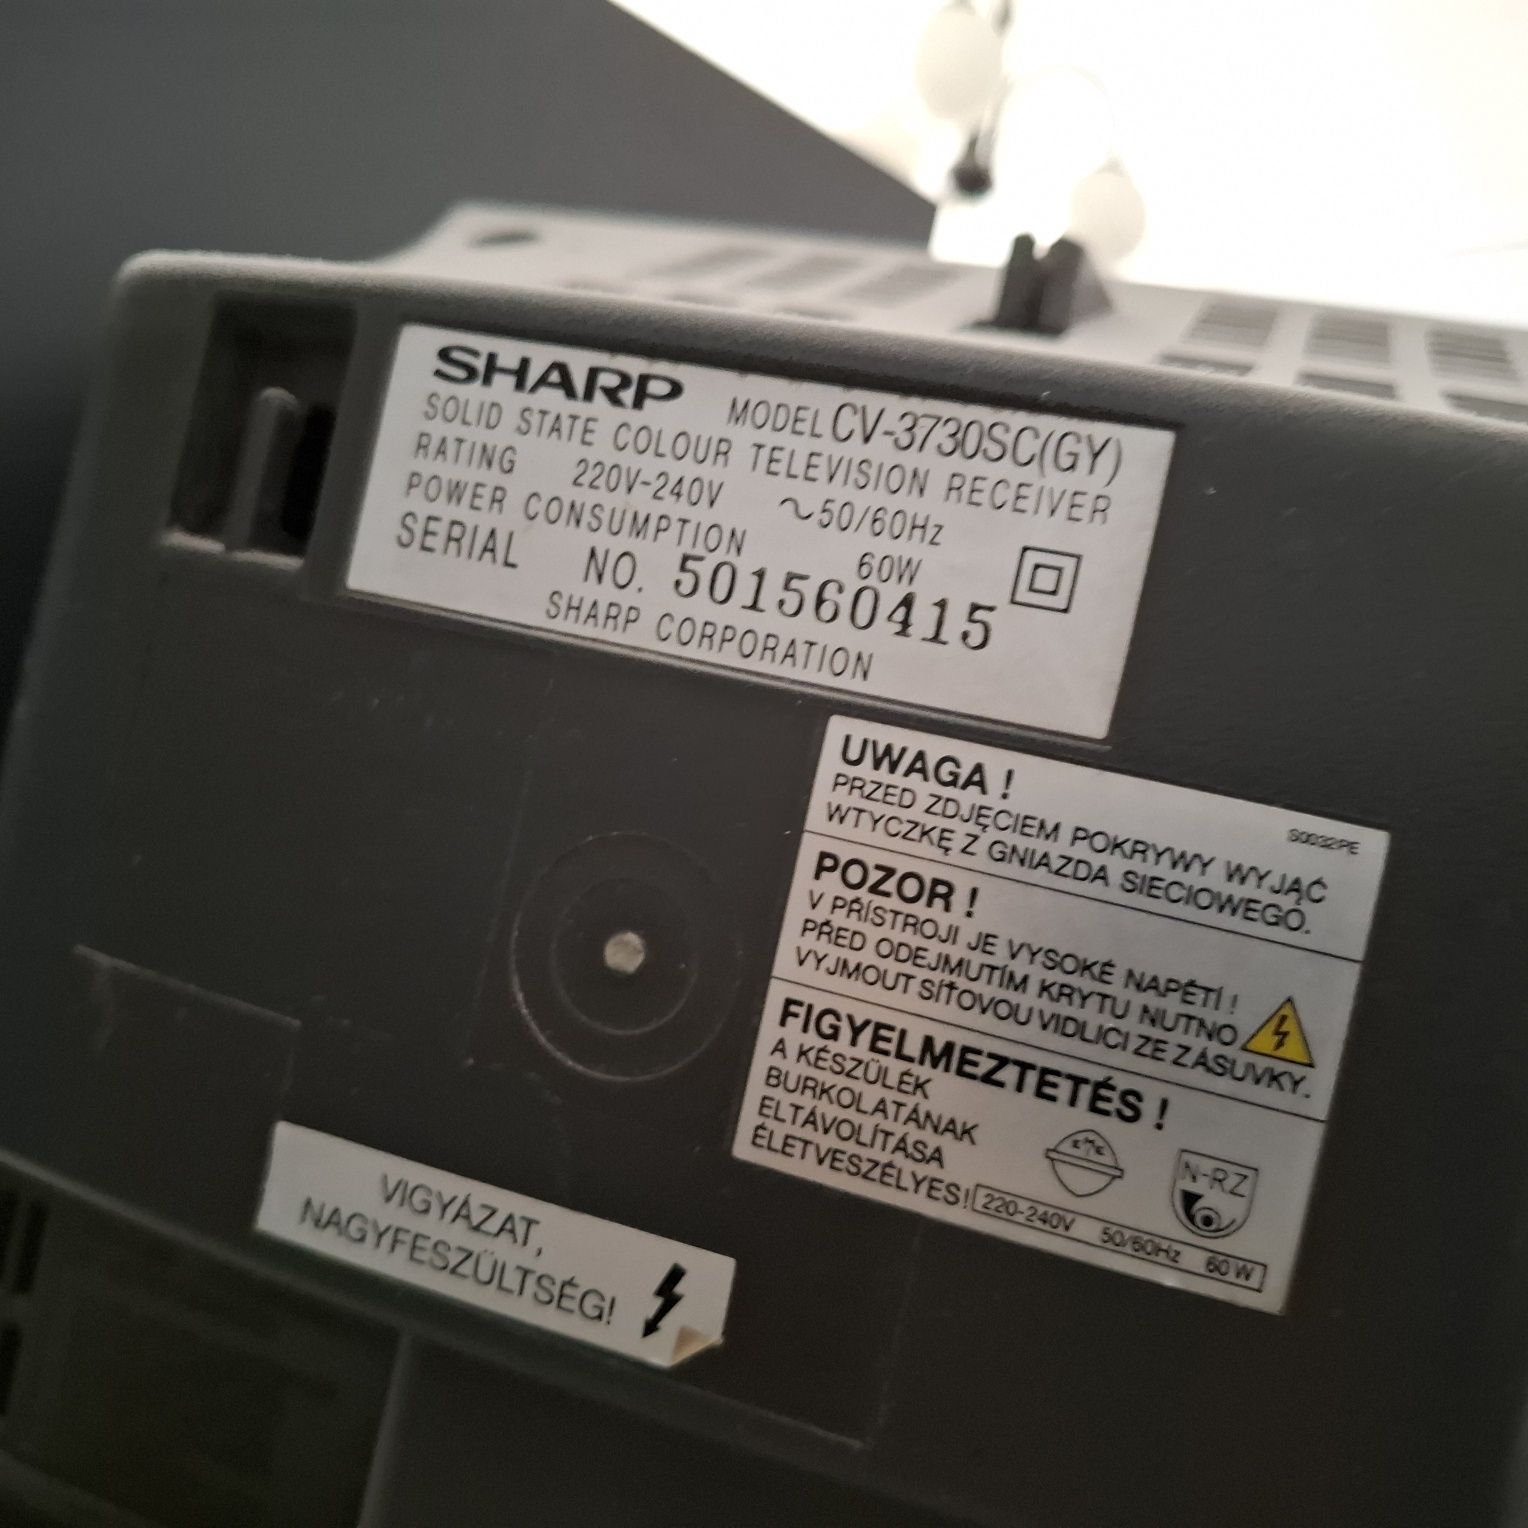 SHARP MODEL CV-3730SC(GY)
SOLID STATE COLOUR TELEVISION RECEIVER
RATING 220V-240V ~50/60Hz
POWER CONSUMPTION 60W
SERIAL NO. 501560415
SHARP CORPORATION
UWAGA !
S0032PE
PRZED ZDJĘCIEM POKRYWY WYJĄĆ
WTYCZKĘ Z GNIAZDA SIECIOWEGO.
POZOR !
V PŘÍSTROJI JE VYSOKÉ NAPĚTÍ !
PŘED ODEJMUTÍM KRYTU NUTNO
VYJMOUT SÍŤOVOU VIDLICI ZE ZÁSUVKY.
FIGYELMEZTETÉS !
A KÉSZÜLÉK
BURKOLATÁNAK
ELTÁVOLÍTÁSA
ÉLETVESZÉLYES!
N-RZ
220-240V 50/60Hz 60W
VIGYÁZAT,
NAGYFESZÜLTSÉG!